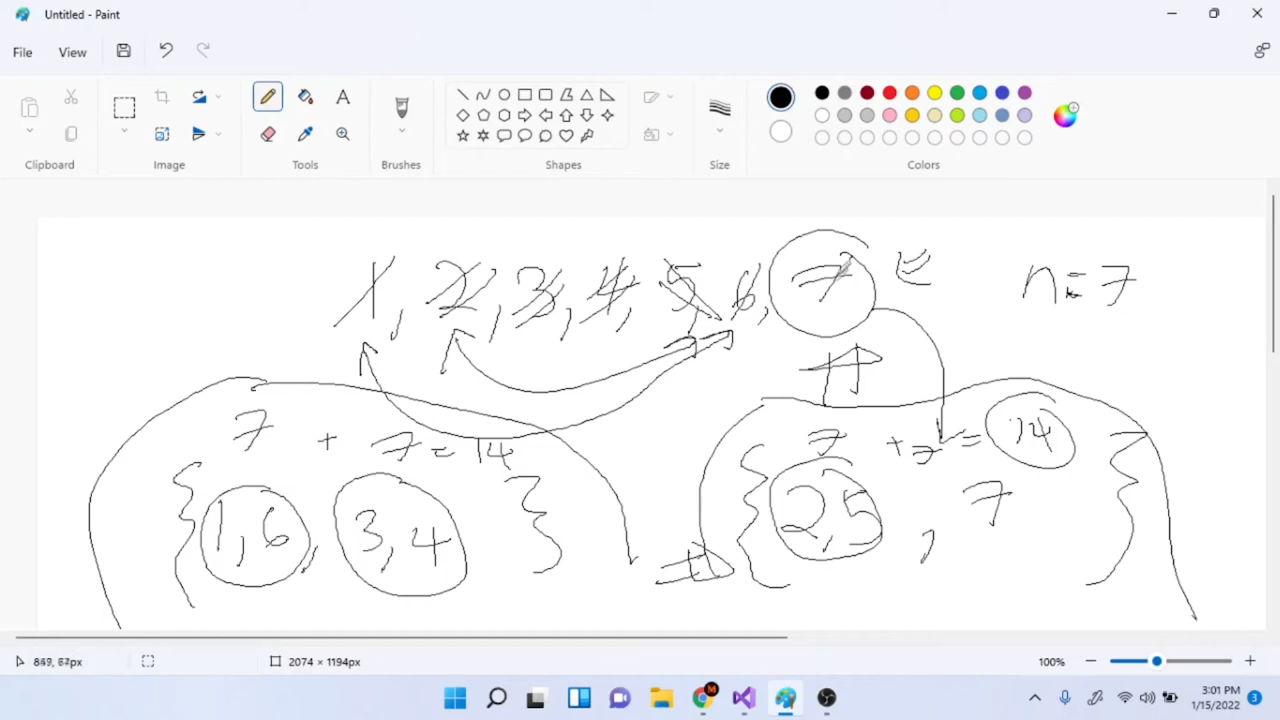 Untitled - Paint
File View
Clipboard Image Tools Brushes Shapes Size Colors
1, 2, 3, 4, 5, 6, 7 n = 7
7 + 7 = 14 7 + 7 = 14
{ 1, 6, 3, 4 } { 2, 5, 7 }
2074 × 1194px 100%
3:01 PM
1/15/2022 3